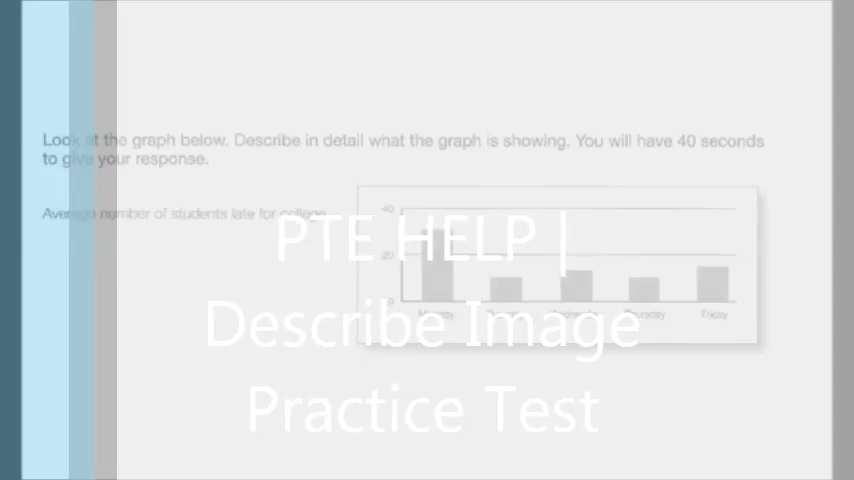 Look at the graph below. Describe in detail what the graph is showing. You will have 40 seconds
to give your response.
Average number of students late for college
PTE HELP |
Describe Image
Practice Test
40
20
0
Monday Thursday Friday